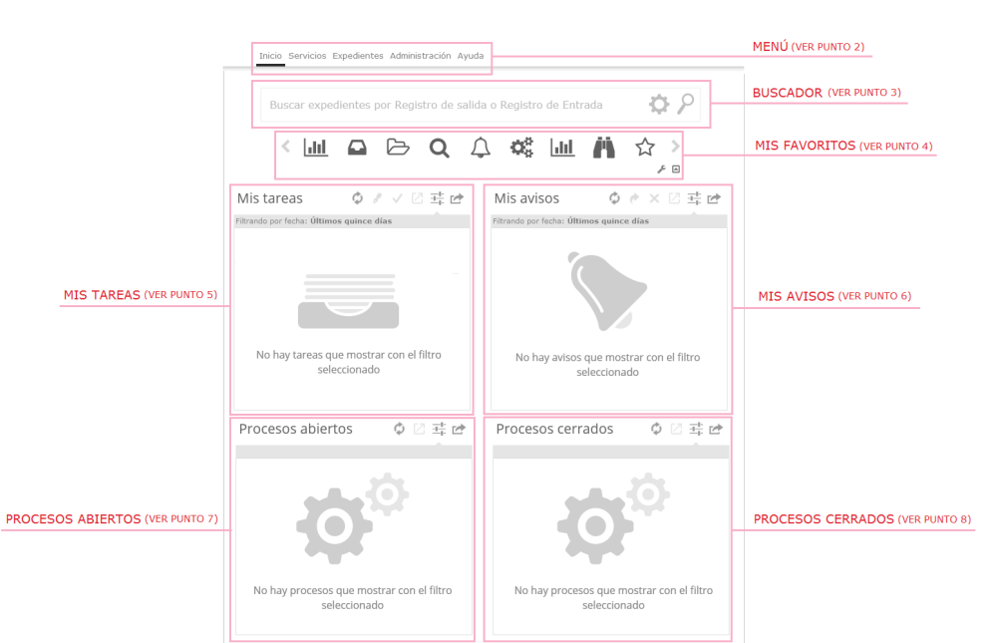 MENÚ (VER PUNTO 2)
Inicio Servicios Expedientes Administración Ayuda
BUSCADOR (VER PUNTO 3)
Buscar expedientes por Registro de salida o Registro de Entrada
MIS FAVORITOS (VER PUNTO 4)
Mis tareas
Mis avisos
Filtrando por fecha: Últimos quince días
Filtrando por fecha: Últimos quince días
MIS TAREAS (VER PUNTO 5)
MIS AVISOS (VER PUNTO 6)
No hay tareas que mostrar con el filtro
seleccionado
No hay avisos que mostrar con el filtro
seleccionado
Procesos abiertos
Procesos cerrados
PROCESOS ABIERTOS (VER PUNTO 7)
PROCESOS CERRADOS (VER PUNTO 8)
No hay procesos que mostrar con el filtro
seleccionado
No hay procesos que mostrar con el filtro
seleccionado